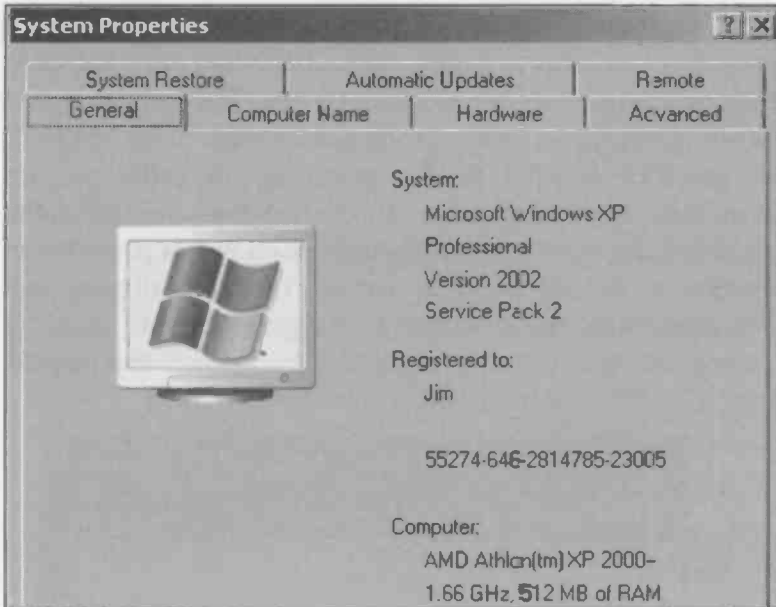 System Properties
System Restore
Automatic Updates
Remote
General
Computer Name
Hardware
Advanced
System:
Microsoft Windows XP
Professional
Version 2002
Service Pack 2
Registered to:
Jim
55274-646-2814785-23005
Computer:
AMD Athlon(tm) XP 2000-
1.66 GHz, 512 MB of RAM